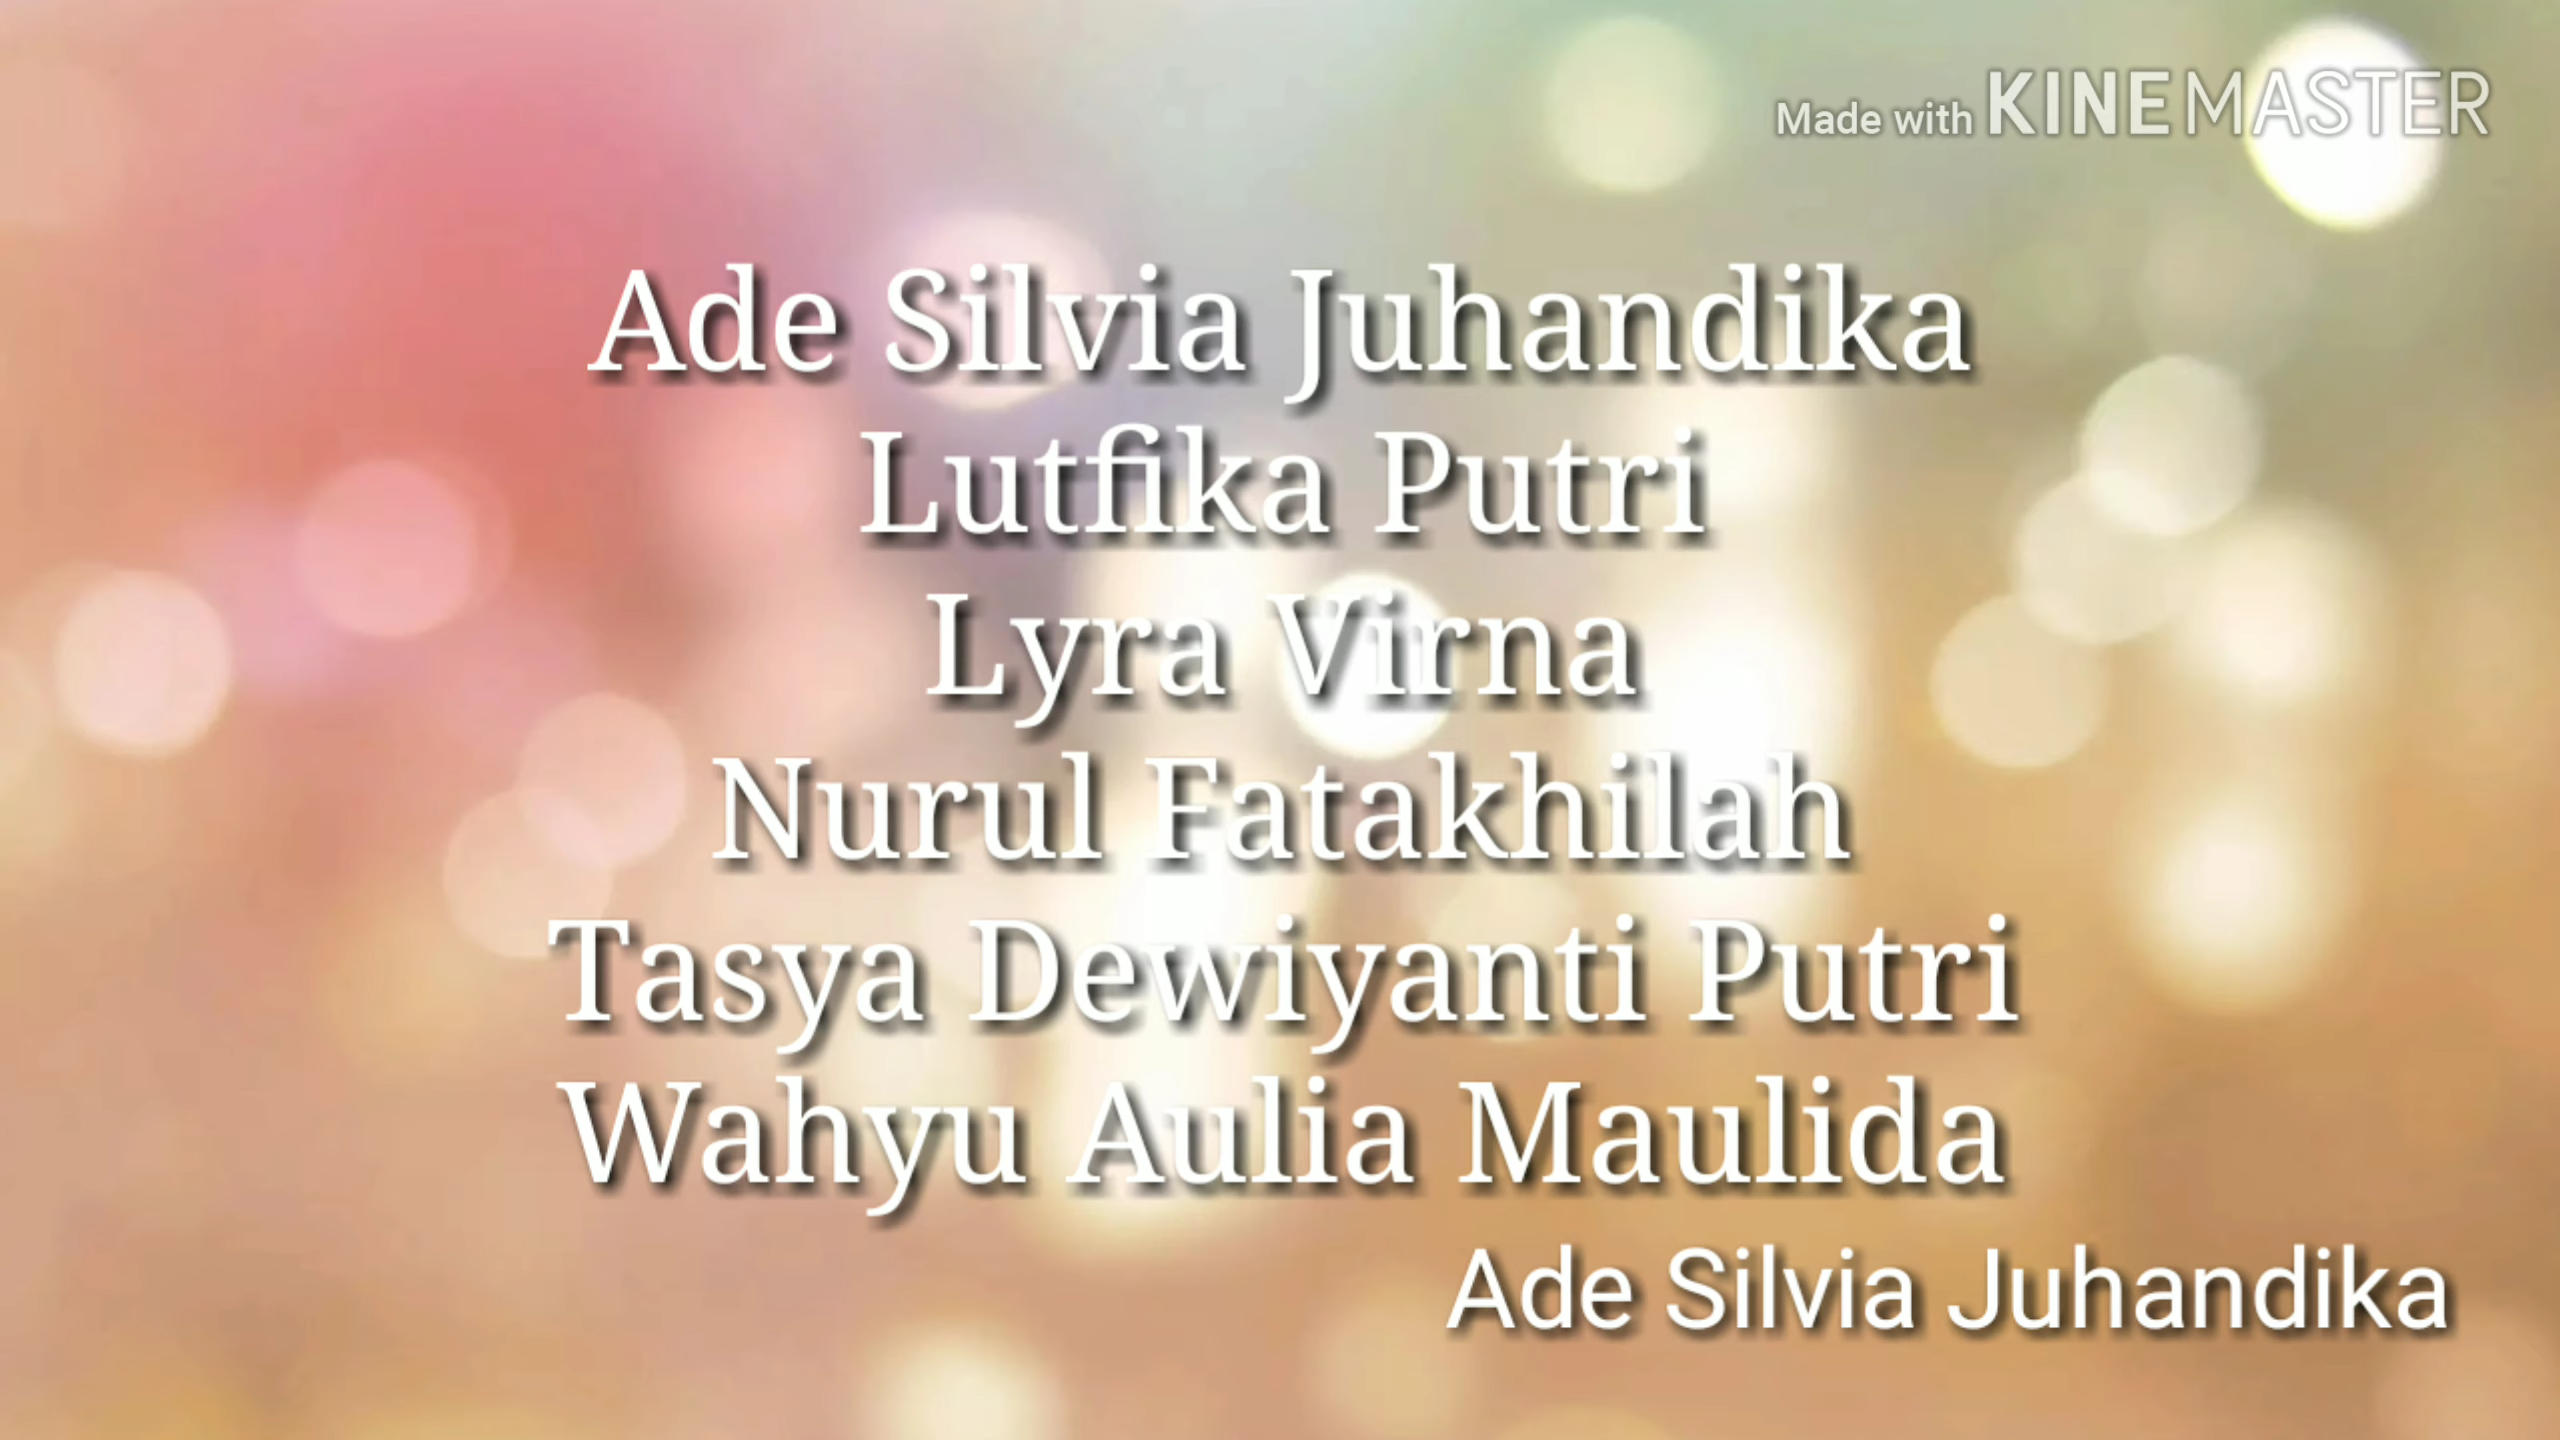 Made with KINEMASTER
Ade Silvia Juhandika
Lutfika Putri
Lyra Virna
Nurul Fatakhilah
Tasya Dewiyanti Putri
Wahyu Aulia Maulida
Ade Silvia Juhandika